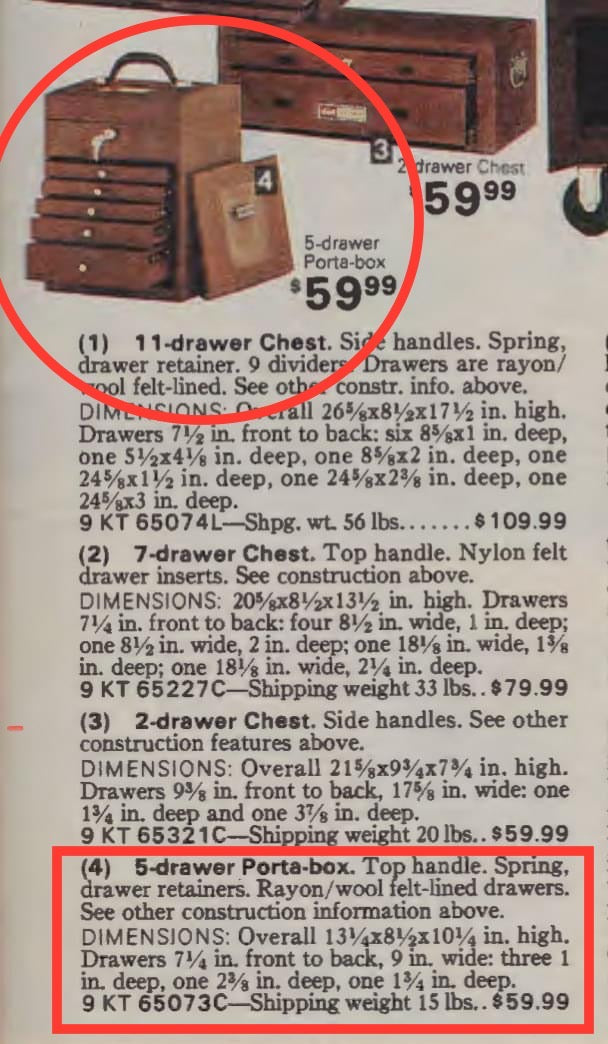 3
2-drawer Chest
$59⁹⁹
4
5-drawer
Porta-box
$59⁹⁹
(1) 11-drawer Chest. Side handles. Spring,
drawer retainer. 9 dividers. Drawers are rayon/
wool felt-lined. See other constr. info. above.
DIMENSIONS: Overall 26⅝x8½x17½ in. high.
Drawers 7½ in. front to back: six 8⅝x1 in. deep,
one 5½x4⅛ in. deep, one 8⅝x2 in. deep, one
24⅝x1½ in. deep, one 24⅝x2⅜ in. deep, one
24⅝x3 in. deep.
9 KT 65074L—Shpg. wt. 56 lbs.......$109.99
(2) 7-drawer Chest. Top handle. Nylon felt
drawer inserts. See construction above.
DIMENSIONS: 20⅝x8½x13½ in. high. Drawers
7¼ in. front to back: four 8½ in. wide, 1 in. deep;
one 8½ in. wide, 2 in. deep; one 18⅛ in. wide, 1⅜
in. deep; one 18⅛ in. wide, 2¼ in. deep.
9 KT 65227C—Shipping weight 33 lbs..$79.99
(3) 2-drawer Chest. Side handles. See other
construction features above.
DIMENSIONS: Overall 21⅝x9¾x7¾ in. high.
Drawers 9⅜ in. front to back, 17⅝ in. wide: one
1¾ in. deep and one 3⅞ in. deep.
9 KT 65321C—Shipping weight 20 lbs..$59.99
(4) 5-drawer Porta-box. Top handle. Spring,
drawer retainers. Rayon/wool felt-lined drawers.
See other construction information above.
DIMENSIONS: Overall 13¼x8½x10¼ in. high.
Drawers 7¼ in. front to back, 9 in. wide: three 1
in. deep, one 2⅜ in. deep, one 1¾ in. deep.
9 KT 65073C—Shipping weight 15 lbs..$59.99